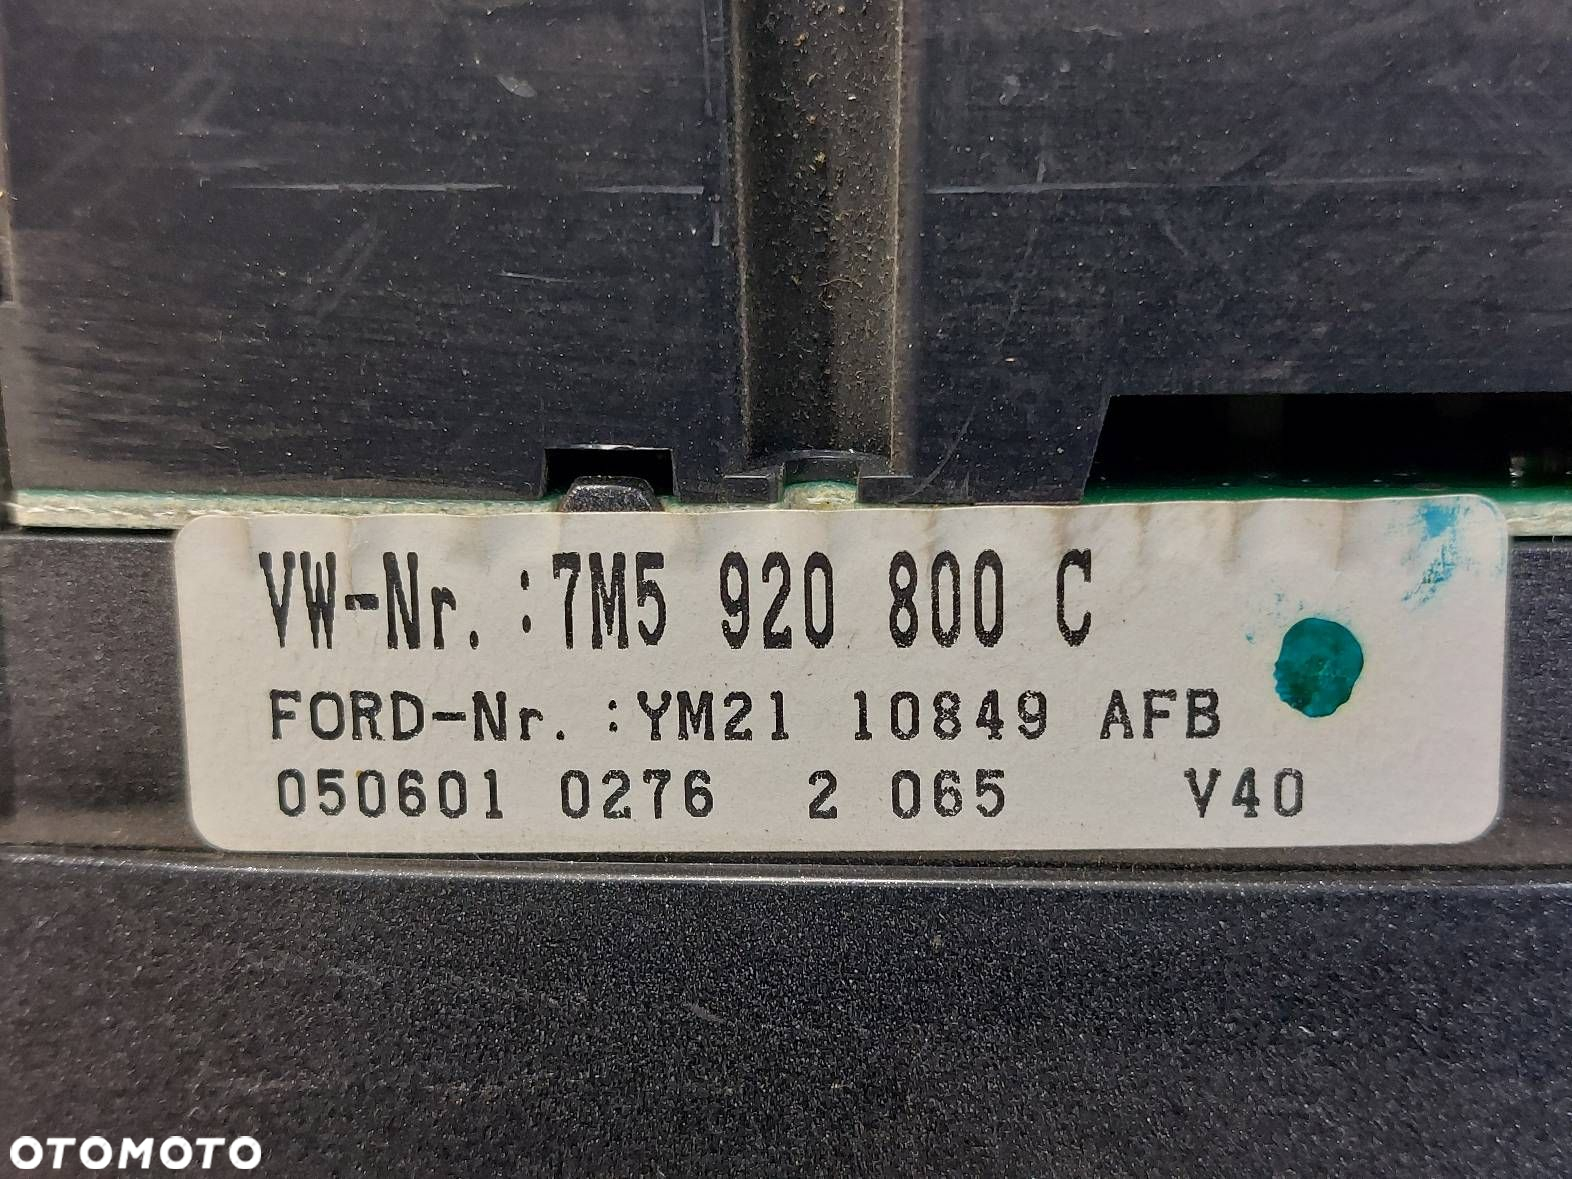 VW-Nr. :7M5 920 800 C
FORD-Nr. :YM21 10849 AFB
050601 0276 2 065 V40
OTOMOTO